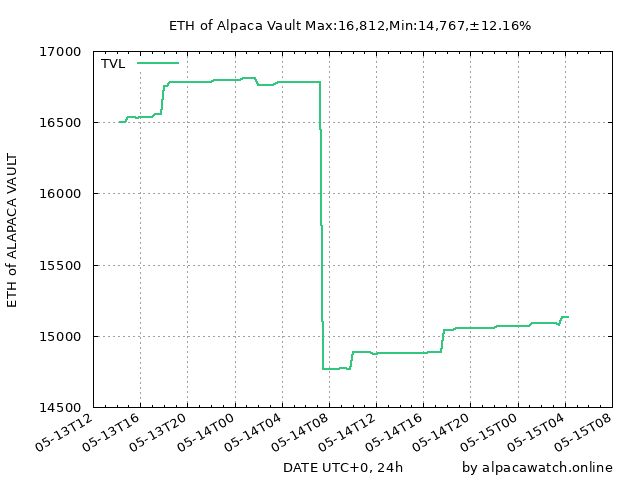 ETH of Alpaca Vault Max:16,812,Min:14,767,±12.16%
TVL
17000
16500
16000
15500
15000
14500
ETH of ALAPACA VAULT
05-13T12
05-13T16
05-13T20
05-14T00
05-14T04
05-14T08
05-14T12
05-14T16
05-14T20
05-15T00
05-15T04
05-15T08
DATE UTC+0, 24h
by alpacawatch.online